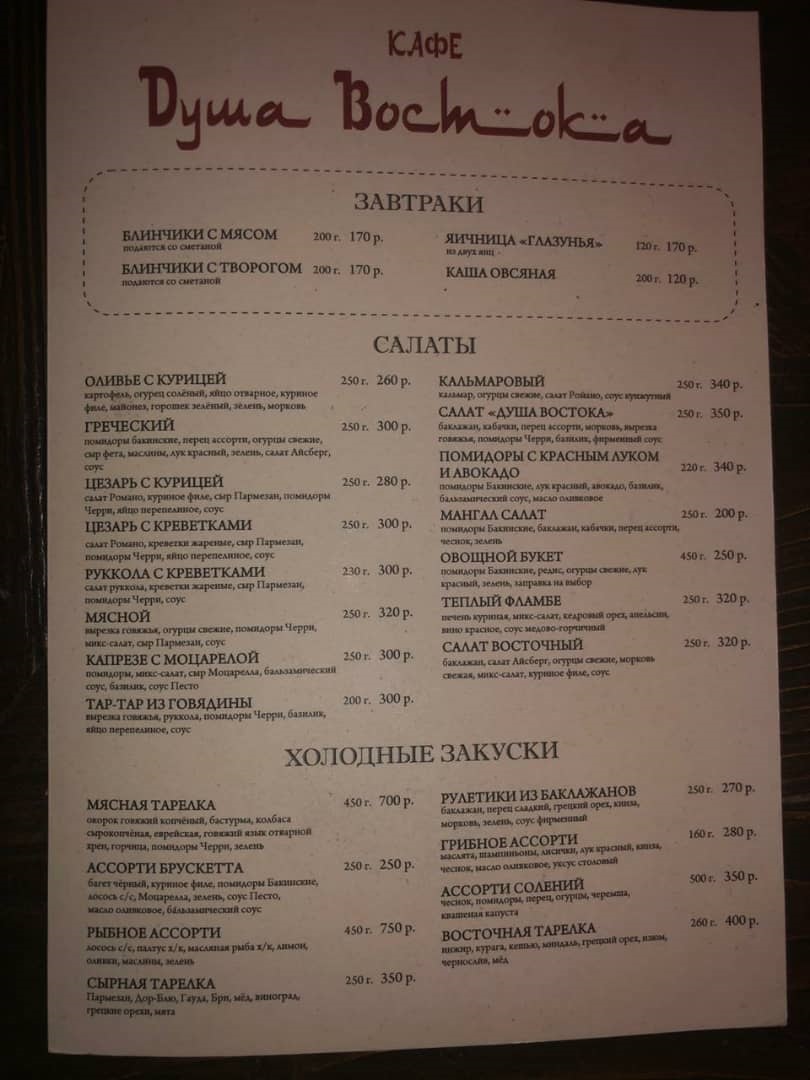 КАФЕ
Душа Востока
ЗАВТРАКИ
БЛИНЧИКИ С МЯСОМ 200 г. 170 р.
подаются со сметаной
БЛИНЧИКИ С ТВОРОГОМ 200 г. 170 р.
подаются со сметаной
ЯИЧНИЦА «ГЛАЗУНЬЯ» 120 г. 170 р.
из двух яиц
КАША ОВСЯНАЯ 200 г. 120 р.
САЛАТЫ
ОЛИВЬЕ С КУРИЦЕЙ 250 г. 260 р.
картофель, огурец солёный, яйцо отварное, куриное
филе, майонез, горошек зелёный, зелень, морковь
ГРЕЧЕСКИЙ 250 г. 300 р.
помидоры бакинские, перец ассорти, огурцы свежие,
сыр фета, маслины, лук красный, зелень, салат Айсберг,
соус
ЦЕЗАРЬ С КУРИЦЕЙ 250 г. 280 р.
салат Романо, куриное филе, сыр Пармезан, помидоры
Черри, яйцо перепелиное, соус
ЦЕЗАРЬ С КРЕВЕТКАМИ 250 г. 300 р.
салат Романо, креветки жареные, сыр Пармезан,
помидоры Черри, яйцо перепелиное, соус
РУККОЛА С КРЕВЕТКАМИ 230 г. 300 р.
салат руккола, креветки жареные, сыр Пармезан,
помидоры Черри, соус
МЯСНОЙ 250 г. 320 р.
вырезка говяжья, огурцы свежие, помидоры Черри,
микс-салат, сыр Пармезан, соус
КАПРЕЗЕ С МОЦАРЕЛОЙ 250 г. 300 р.
помидоры, микс-салат, сыр Моцарелла, бальзамический
соус, базилик, соус Песто
ТАР-ТАР ИЗ ГОВЯДИНЫ 200 г. 300 р.
вырезка говяжья, руккола, помидоры Черри, базилик,
яйцо перепелиное, соус
КАЛЬМАРОВЫЙ 250 г. 340 р.
кальмар, огурцы свежие, салат Романо, соус кунжутный
САЛАТ «ДУША ВОСТОКА» 250 г. 350 р.
баклажан, кабачки, перец ассорти, морковь, вырезка
говяжья, помидоры Черри, базилик, фирменный соус
ПОМИДОРЫ С КРАСНЫМ ЛУКОМ
И АВОКАДО 220 г. 340 р.
помидоры Бакинские, лук красный, авокадо, базилик,
бальзамический соус, масло оливковое
МАНГАЛ САЛАТ 250 г. 200 р.
помидоры Бакинские, баклажан, кабачки, перец ассорти,
чеснок, зелень
ОВОЩНОЙ БУКЕТ 450 г. 250 р.
помидоры Бакинские, редис, огурцы свежие, лук
красный, зелень, заправка на выбор
ТЕПЛЫЙ ФЛАМБЕ 250 г. 320 р.
печень куриная, микс-салат, кедровый орех, апельсин,
вино красное, соус медово-горчичный
САЛАТ ВОСТОЧНЫЙ 250 г. 320 р.
баклажан, салат Айсберг, огурцы свежие, морковь
свежая, микс-салат, куриное филе, соус
ХОЛОДНЫЕ ЗАКУСКИ
МЯСНАЯ ТАРЕЛКА 450 г. 700 р.
окорок говяжий копчёный, бастурма, колбаса
сырокопчёная, еврейская, говяжий язык отварной
хрен, горчица, помидоры Черри, зелень
АССОРТИ БРУСКЕТТА 250 г. 250 р.
багет чёрный, куриное филе, помидоры Бакинские,
лосось с/с, Моцарелла, зелень, соус Песто,
масло оливковое, бальзамический соус
РЫБНОЕ АССОРТИ 450 г. 750 р.
лосось с/с, палтус х/к, масляная рыба х/к, лимон,
оливки, маслины, зелень
СЫРНАЯ ТАРЕЛКА 250 г. 350 р.
Пармезан, Дор-Блю, Гауда, Бри, мёд, виноград,
грецкие орехи, мята
РУЛЕТИКИ ИЗ БАКЛАЖАНОВ 250 г. 270 р.
баклажан, перец сладкий, грецкий орех, кинза,
морковь, зелень, соус фирменный
ГРИБНОЕ АССОРТИ 160 г. 280 р.
маслята, шампиньоны, лисички, лук красный, кинза,
чеснок, масло оливковое, уксус столовый
АССОРТИ СОЛЕНИЙ 500 г. 350 р.
чеснок, помидоры, перец, огурцы, черемша,
квашеная капуста
ВОСТОЧНАЯ ТАРЕЛКА 260 г. 400 р.
инжир, курага, кешью, миндаль, грецкий орех, изюм,
чернослив, мёд